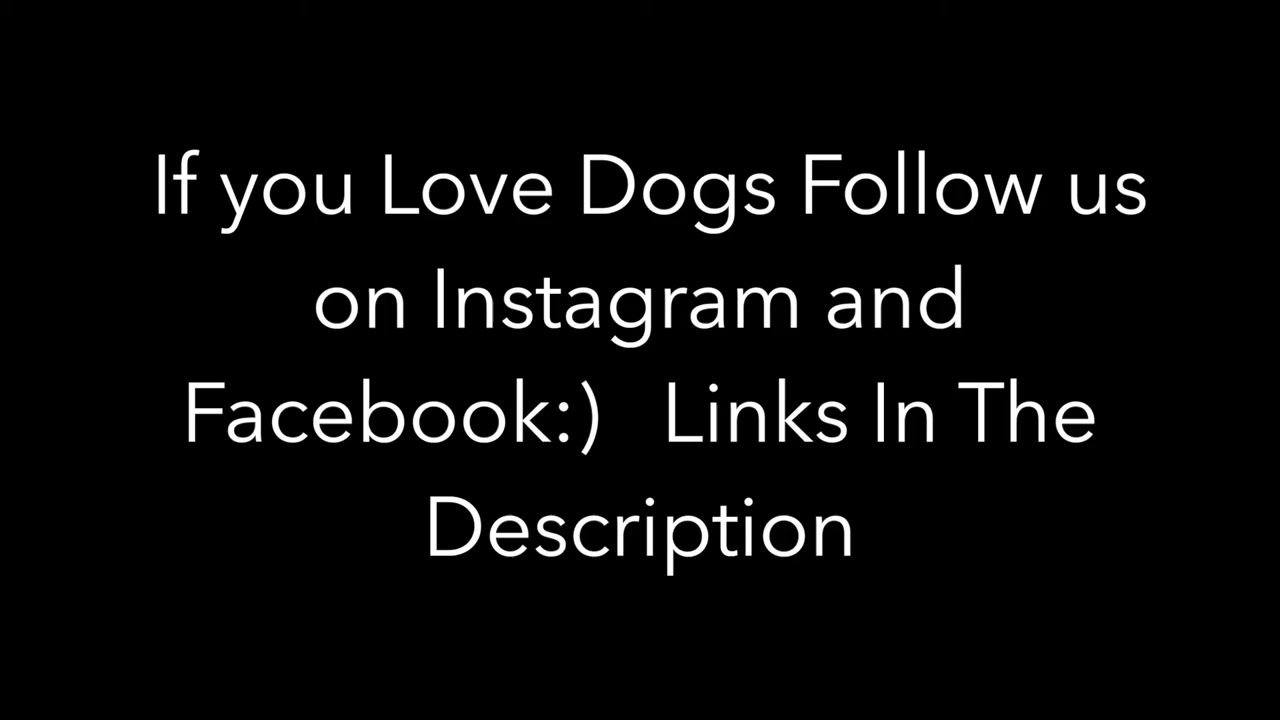 If you Love Dogs Follow us
on Instagram and
Facebook:)   Links In The
Description